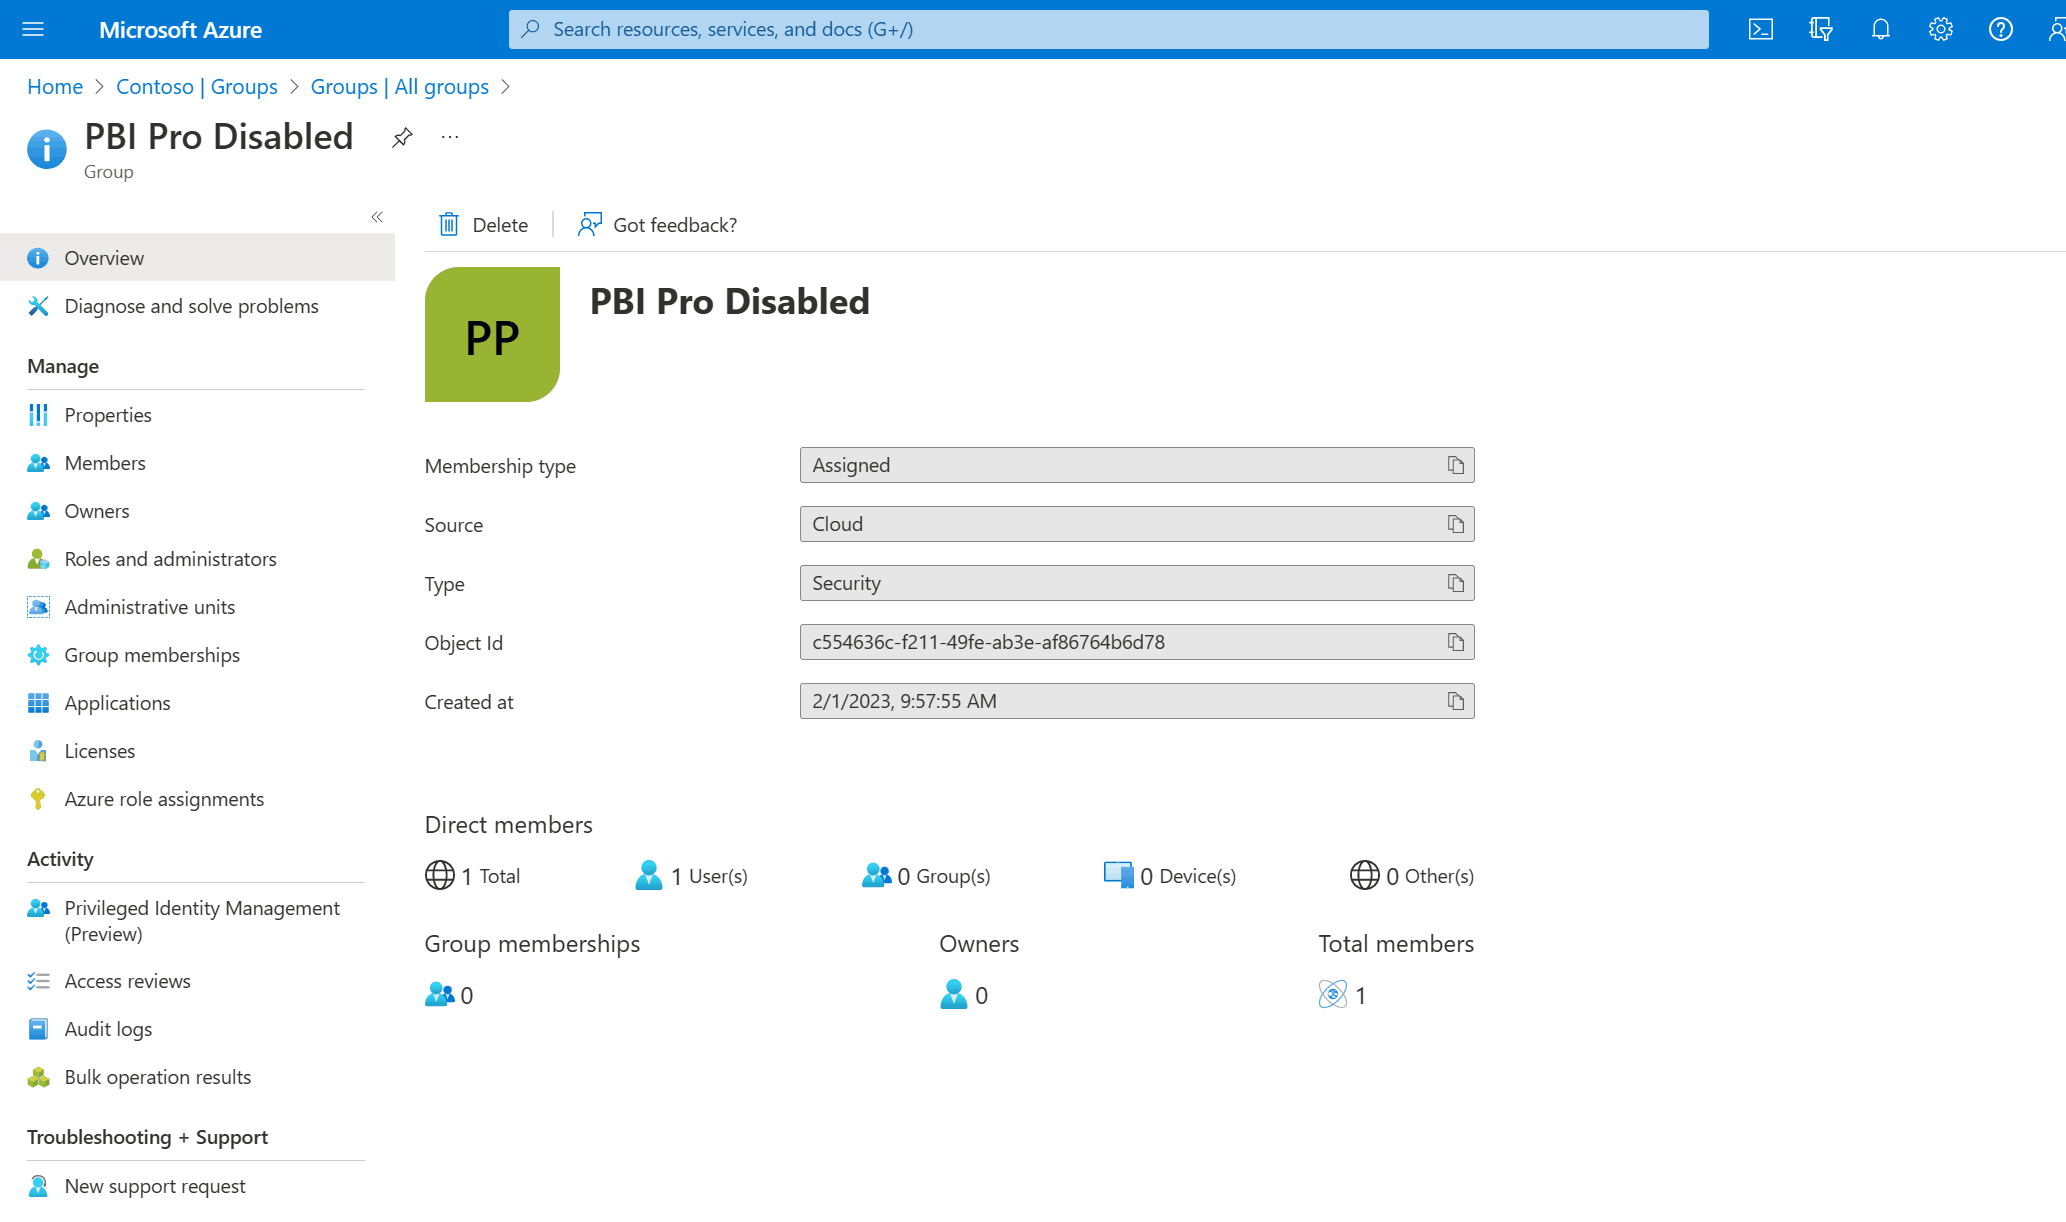 Microsoft Azure
Search resources, services, and docs (G+/)
Home > Contoso | Groups > Groups | All groups >
PBI Pro Disabled
Group
Delete
Got feedback?
Overview
Diagnose and solve problems
Manage
Properties
Members
Owners
Roles and administrators
Administrative units
Group memberships
Applications
Licenses
Azure role assignments
Activity
Privileged Identity Management
(Preview)
Access reviews
Audit logs
Bulk operation results
Troubleshooting + Support
New support request
PP
PBI Pro Disabled
Membership type Assigned
Source Cloud
Type Security
Object Id c554636c-f211-49fe-ab3e-af86764b6d78
Created at 2/1/2023, 9:57:55 AM
Direct members
1 Total 1 User(s) 0 Group(s) 0 Device(s) 0 Other(s)
Group memberships Owners Total members
0 0 1